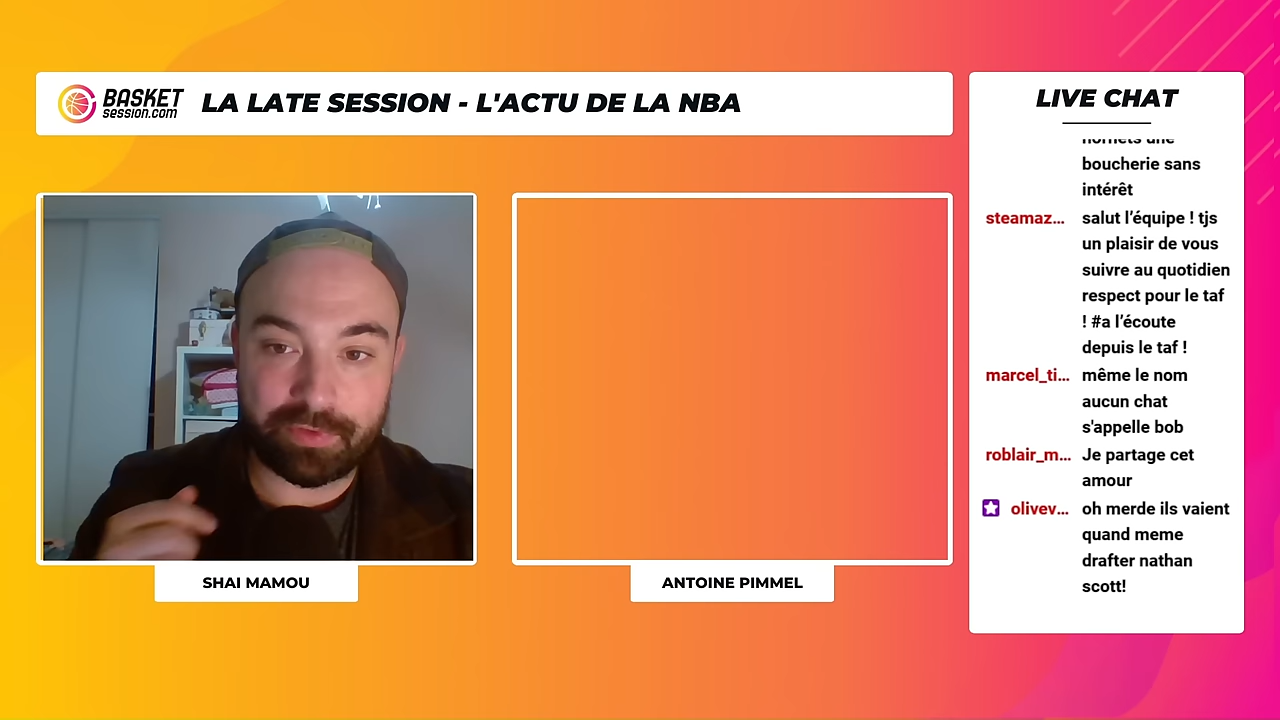 BASKET
session.com
LA LATE SESSION - L'ACTU DE LA NBA
LIVE CHAT
hornets une
boucherie sans
intérêt
steamaz... salut l’équipe ! tjs
un plaisir de vous
suivre au quotidien
respect pour le taf
! #a l’écoute
depuis le taf !
marcel_ti... même le nom
aucun chat
s'appelle bob
roblair_m... Je partage cet
amour
olivev... oh merde ils vaient
quand meme
drafter nathan
scott!
SHAI MAMOU
ANTOINE PIMMEL